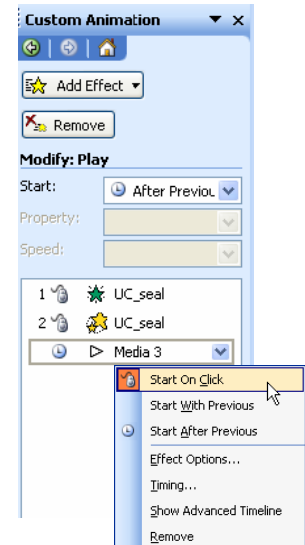 Custom Animation
Add Effect
Remove
Modify: Play
Start:
After Previou
Property:
Speed:
1 UC_seal
2 UC_seal
Media 3
Start On Click
Start With Previous
Start After Previous
Effect Options...
Timing...
Show Advanced Timeline
Remove